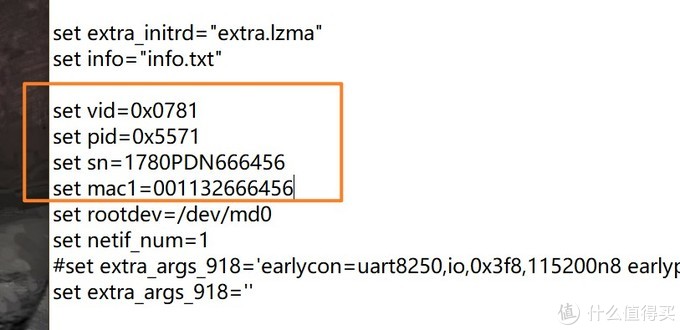 set extra_initrd="extra.lzma"
set info="info.txt"
set vid=0x0781
set pid=0x5571
set sn=1780PDN666456
set mac1=001132666456
set rootdev=/dev/md0
set netif_num=1
#set extra_args_918='earlycon=uart8250,io,0x3f8,115200n8 earlyp
set extra_args_918=''
值 什么值得买